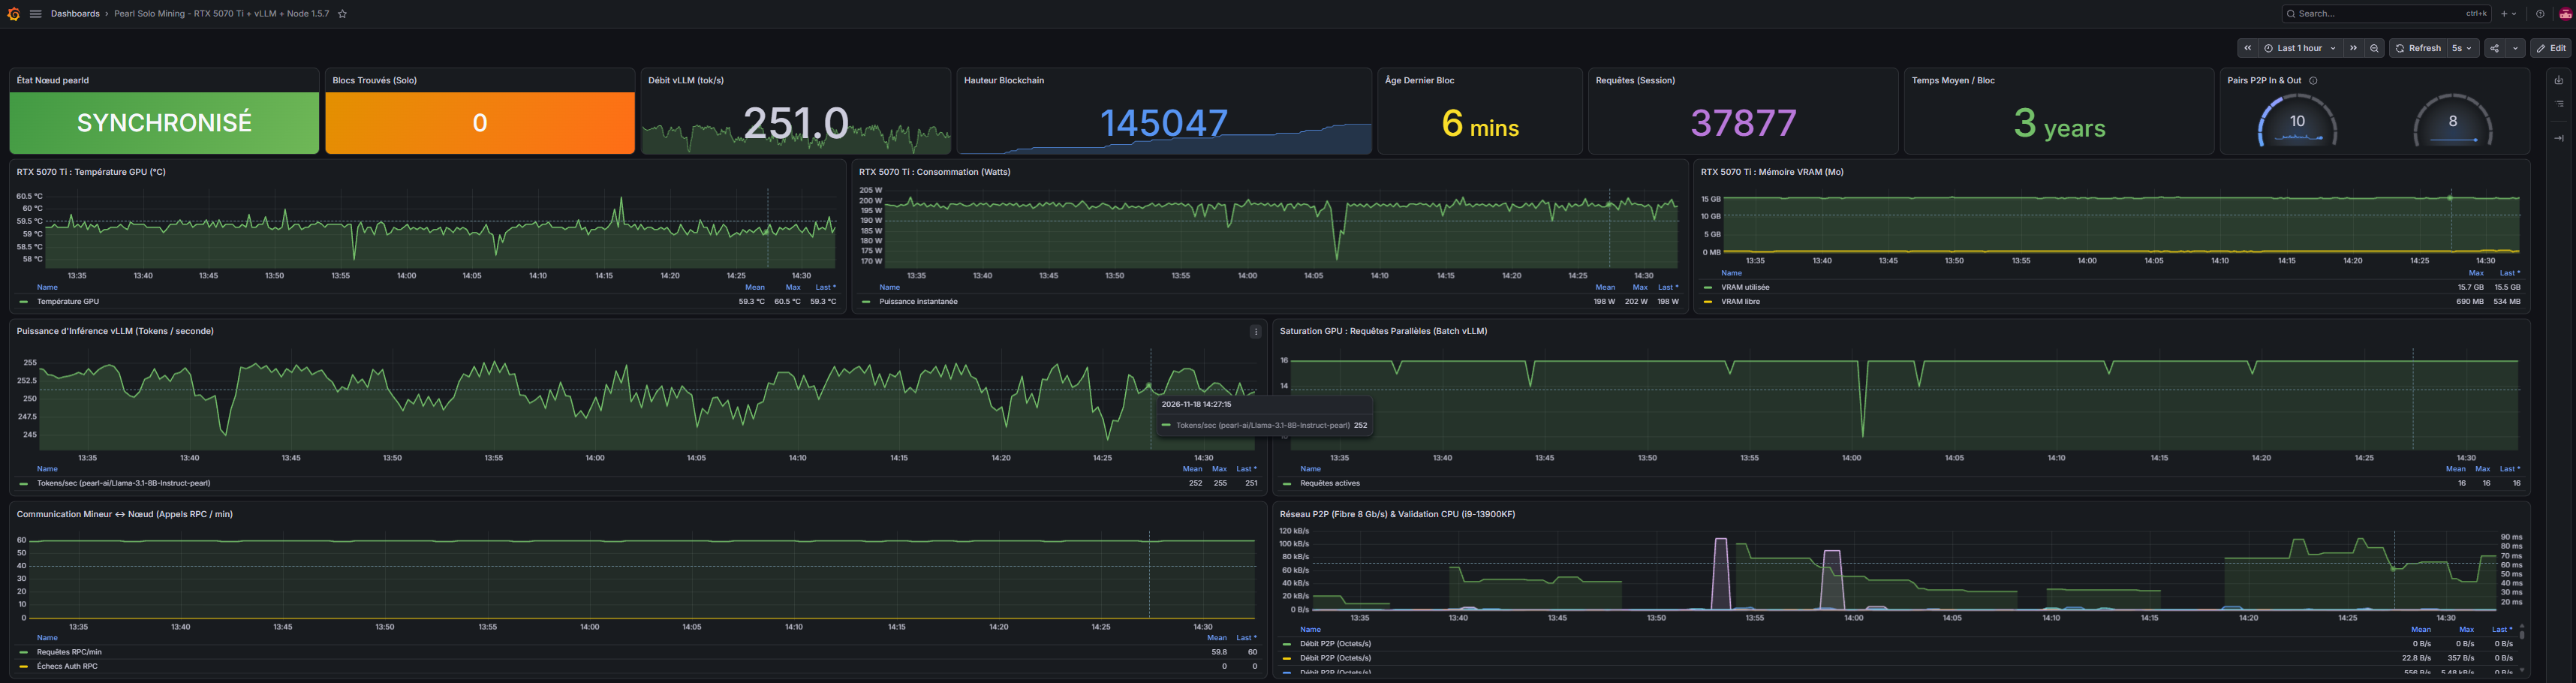 Dashboards › Pearl Solo Mining - RTX 5070 Ti + vLLM + Node 1.5.7
Search... ctrl+k
Last 1 hour Refresh 5s Edit
État Nœud pearld
SYNCHRONISÉ
Blocs Trouvés (Solo)
0
Débit vLLM (tok/s)
251.0
Hauteur Blockchain
145047
Âge Dernier Bloc
6 mins
Requêtes (Session)
37877
Temps Moyen / Bloc
3 years
Pairs P2P In & Out
10 8
RTX 5070 Ti : Température GPU (°C)
60.5 °C
60 °C
59.5 °C
59 °C
58.5 °C
58 °C
13:35 13:40 13:45 13:50 13:55 14:00 14:05 14:10 14:15 14:20 14:25 14:30
Name Mean Max Last *
Température GPU 59.3 °C 60.5 °C 59.3 °C
RTX 5070 Ti : Consommation (Watts)
205 W
200 W
195 W
190 W
185 W
180 W
175 W
170 W
13:35 13:40 13:45 13:50 13:55 14:00 14:05 14:10 14:15 14:20 14:25 14:30
Name Mean Max Last *
Puissance instantanée 198 W 202 W 198 W
RTX 5070 Ti : Mémoire VRAM (Mo)
15 GB
10 GB
5 GB
0 MB
13:35 13:40 13:45 13:50 13:55 14:00 14:05 14:10 14:15 14:20 14:25 14:30
Name Max Last *
VRAM utilisée 15.7 GB 15.5 GB
VRAM libre 690 MB 534 MB
Puissance d'Inférence vLLM (Tokens / seconde)
255
252.5
250
247.5
245
13:35 13:40 13:45 13:50 13:55 14:00 14:05 14:10 14:15 14:20 14:25 14:30
Name Mean Max Last *
Tokens/sec (pearl-ai/Llama-3.1-8B-Instruct-pearl) 252 255 251
2026-11-18 14:27:15
Tokens/sec (pearl-ai/Llama-3.1-8B-Instruct-pearl) 252
Saturation GPU : Requêtes Parallèles (Batch vLLM)
16
14
13:35 13:40 13:45 13:50 13:55 14:00 14:05 14:10 14:15 14:20 14:25 14:30
Name Mean Max Last *
Requêtes actives 16 16 16
Communication Mineur ↔ Nœud (Appels RPC / min)
60
50
40
30
20
10
0
13:35 13:40 13:45 13:50 13:55 14:00 14:05 14:10 14:15 14:20 14:25 14:30
Name Mean Last *
Requêtes RPC/min 59.8 60
Échecs Auth RPC 0 0
Réseau P2P (Fibre 8 Gb/s) & Validation CPU (i9-13900KF)
120 kB/s
100 kB/s 90 ms
80 kB/s 80 ms
60 kB/s 70 ms
40 kB/s 60 ms
20 kB/s 50 ms
0 B/s 40 ms
30 ms
20 ms
13:35 13:40 13:45 13:50 13:55 14:00 14:05 14:10 14:15 14:20 14:25 14:30
Name Mean Max Last *
Débit P2P (Octets/s) 0 B/s 0 B/s 0 B/s
Débit P2P (Octets/s) 22.8 B/s 357 B/s 0 B/s
Débit P2P (Octets/s) 556 B/s 5.48 kB/s 0 B/s